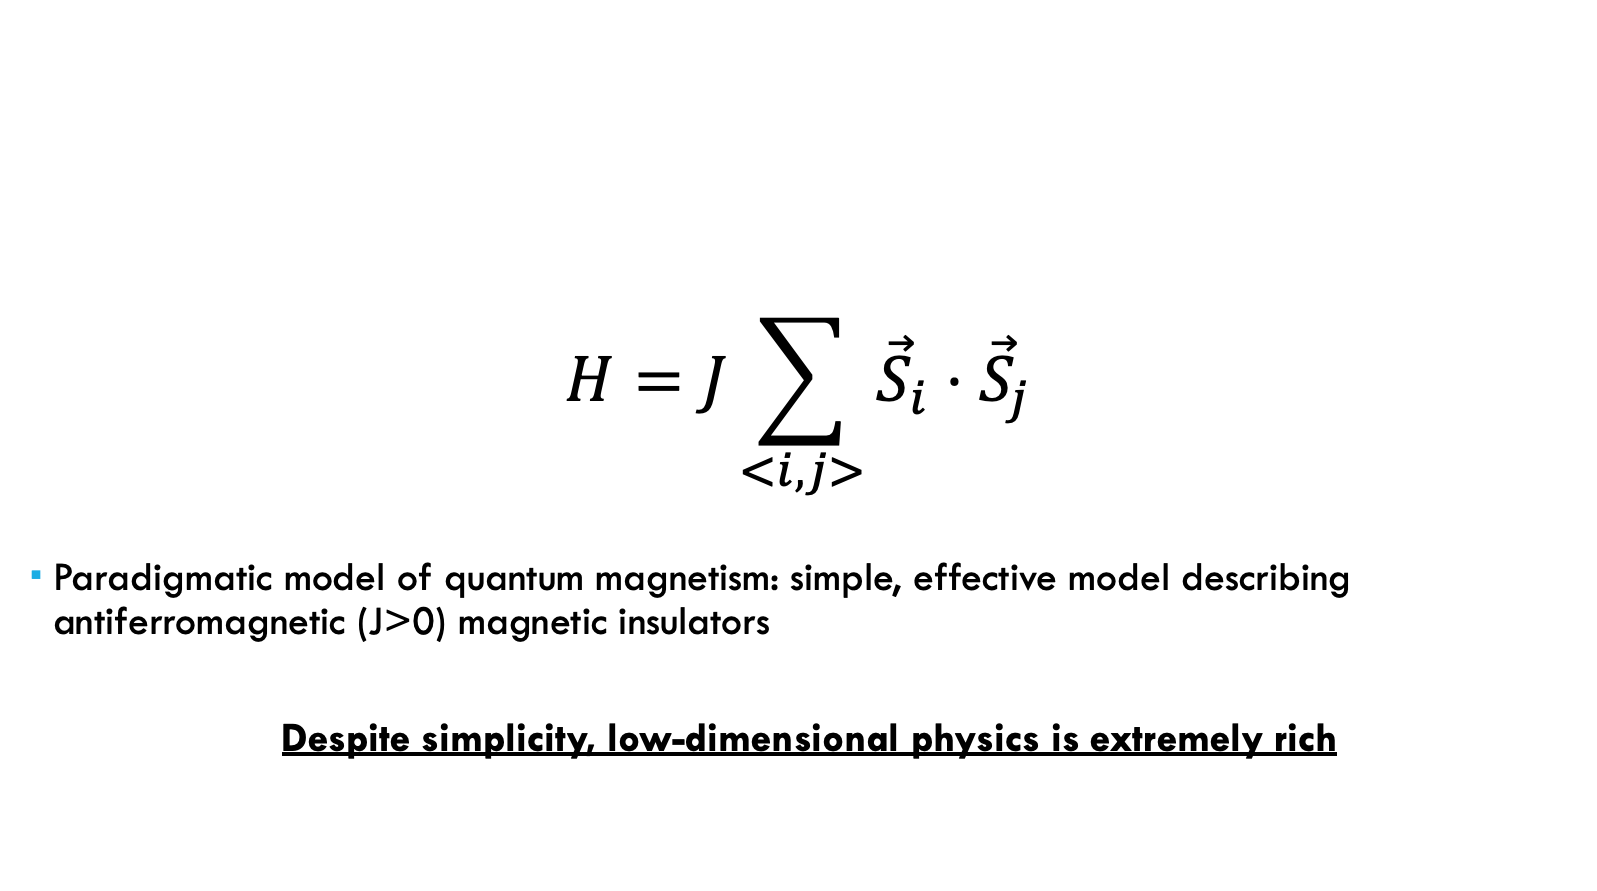 H = J ∑ S⃗ᵢ · S⃗ⱼ
<i,j>
▪ Paradigmatic model of quantum magnetism: simple, effective model describing
antiferromagnetic (J>0) magnetic insulators
Despite simplicity, low-dimensional physics is extremely rich